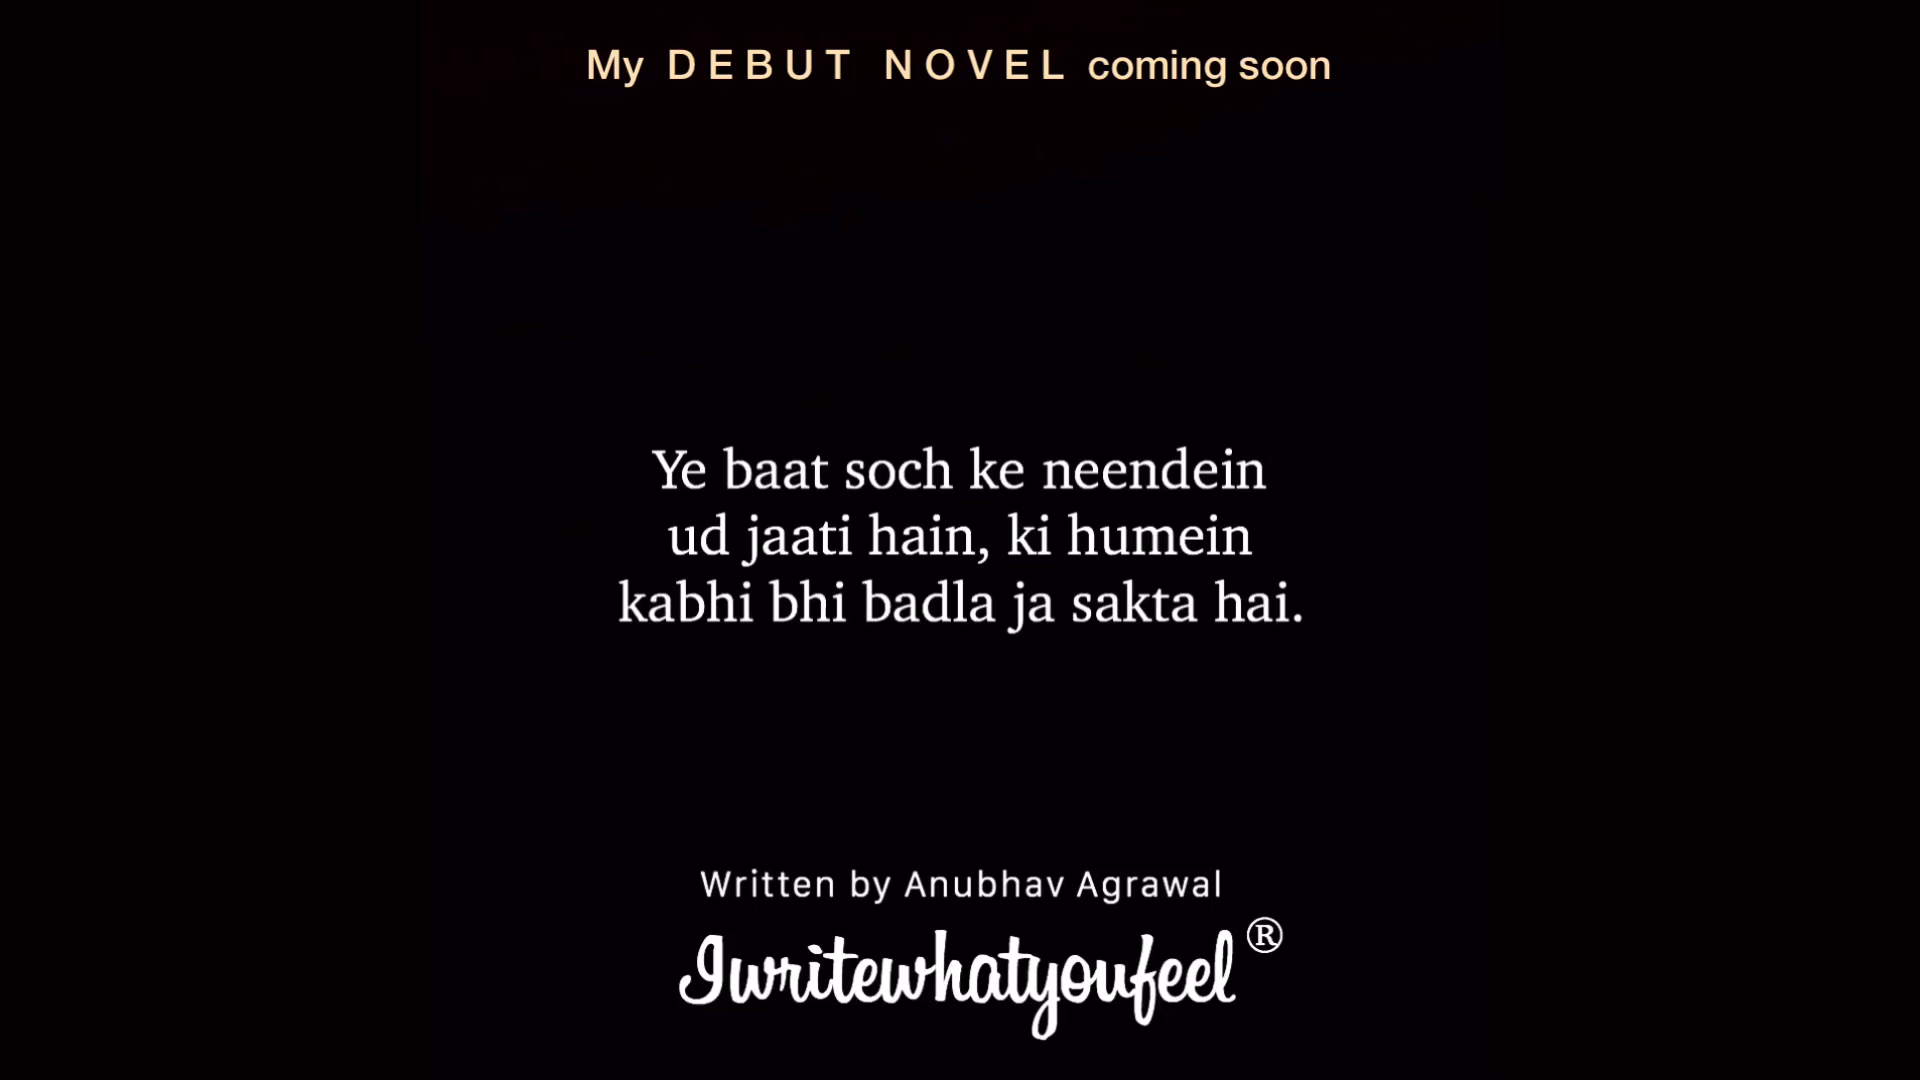 My DEBUT NOVEL coming soon
Ye baat soch ke neendein
ud jaati hain, ki humein
kabhi bhi badla ja sakta hai.
Written by Anubhav Agrawal
Iwritewhatyoufeel®